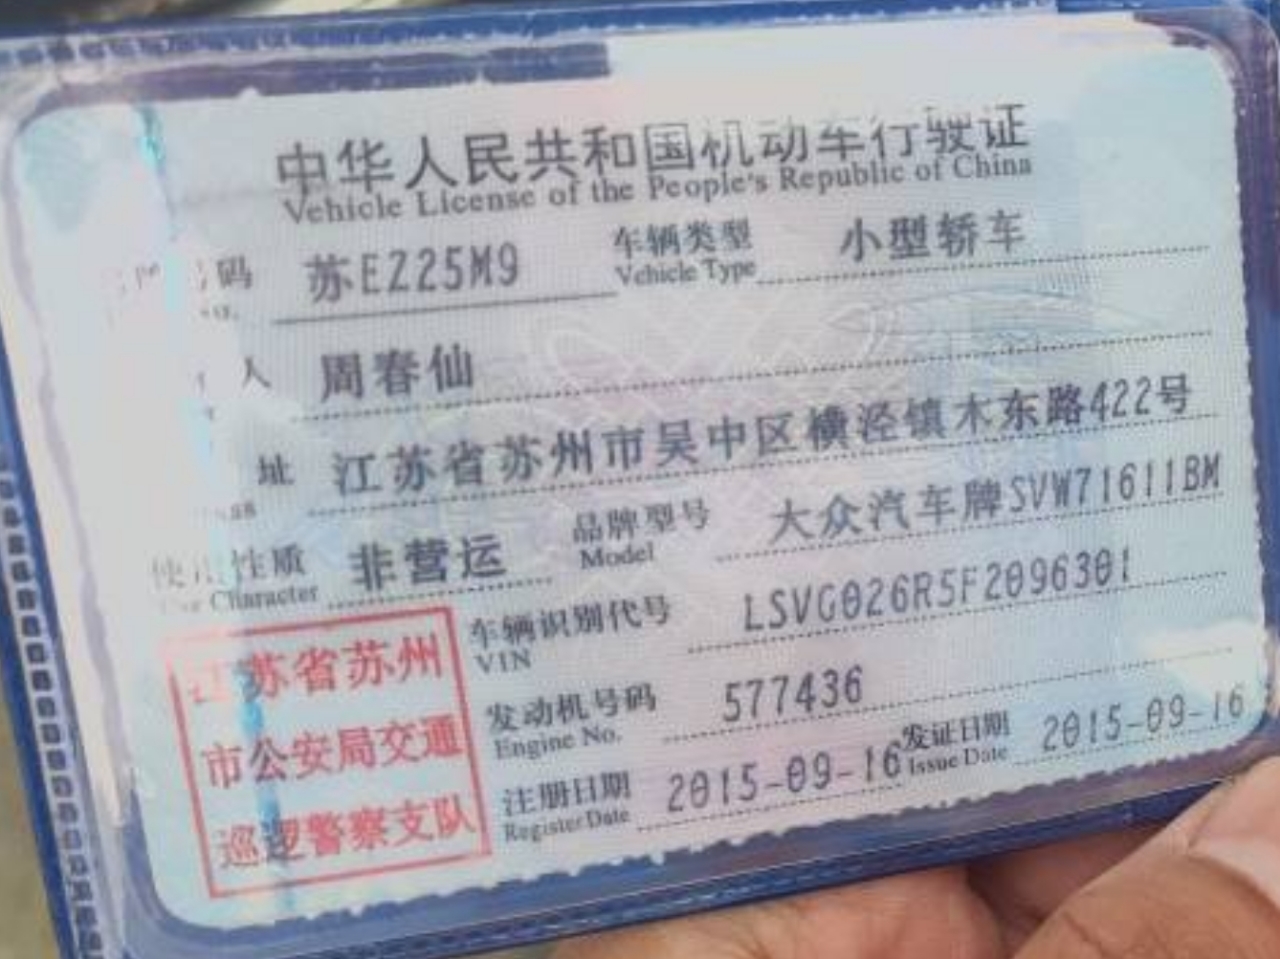 中华人民共和国机动车行驶证
Vehicle License of the People's Republic of China
码 苏EZ25M9 车辆类型 小型轿车
Vehicle Type
人 周春仙
址 江苏省苏州市吴中区横泾镇木东路422号
性质 非营运 品牌型号 大众汽车牌SVW71611BM
Character Model
车辆识别代号 LSVG026R5F2096301
VIN
发动机号码 577436
Engine No.
注册日期 2015-09-16 发证日期 2015-09-16
Register Date Issue Date
江苏省苏州
市公安局交通
巡逻警察支队